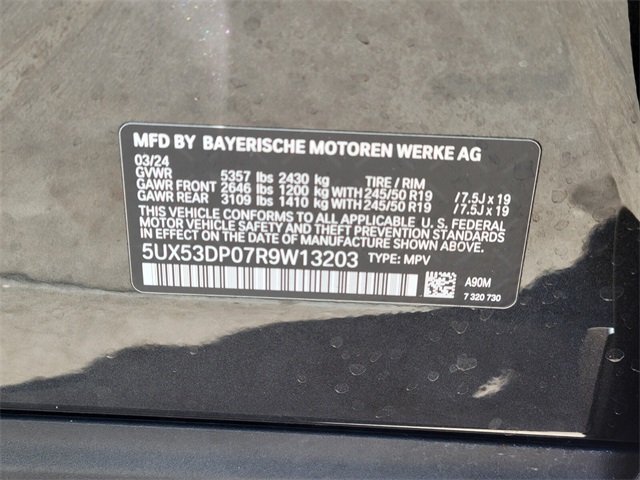 MFD BY BAYERISCHE MOTOREN WERKE AG
03/24
GVWR 5357 lbs 2430 kg TIRE / RIM
GAWR FRONT 2646 lbs 1200 kg WITH 245/50 R19 /7.5J x 19
GAWR REAR 3109 lbs 1410 kg WITH 245/50 R19 /7.5J x 19
THIS VEHICLE CONFORMS TO ALL APPLICABLE U.S. FEDERAL
MOTOR VEHICLE SAFETY AND THEFT PREVENTION STANDARDS
IN EFFECT ON THE DATE OF MANUFACTURE SHOWN ABOVE.
5UX53DP07R9W13203 TYPE: MPV
A90M
7 320 730